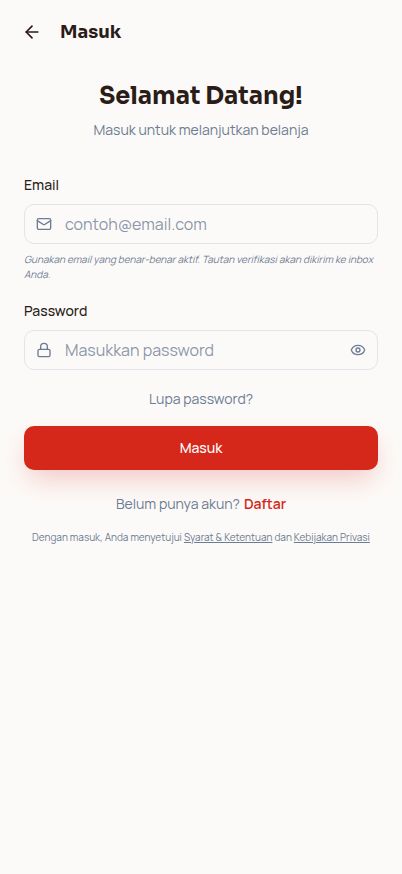 Masuk
Selamat Datang!
Masuk untuk melanjutkan belanja
Email
contoh@email.com
Gunakan email yang benar-benar aktif. Tautan verifikasi akan dikirim ke inbox
Anda.
Password
Masukkan password
Lupa password?
Masuk
Belum punya akun? Daftar
Dengan masuk, Anda menyetujui Syarat & Ketentuan dan Kebijakan Privasi